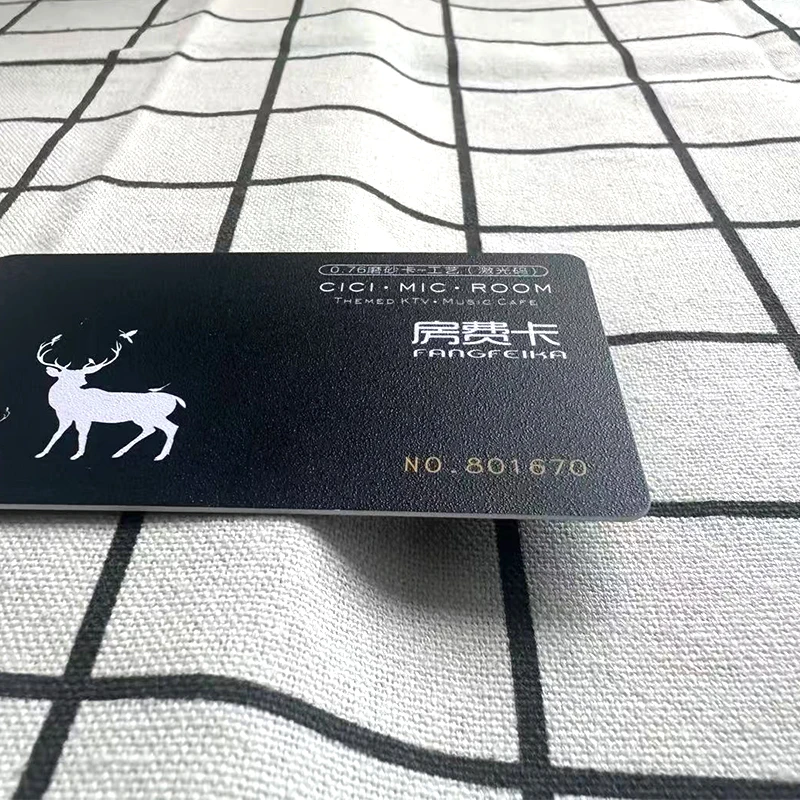 0.76磨砂卡-工艺(激光码)
CICI·MIC·ROOM
THEMED KTV·MUSIC CAFE
房费卡
FANGFEIKA
NO.801670